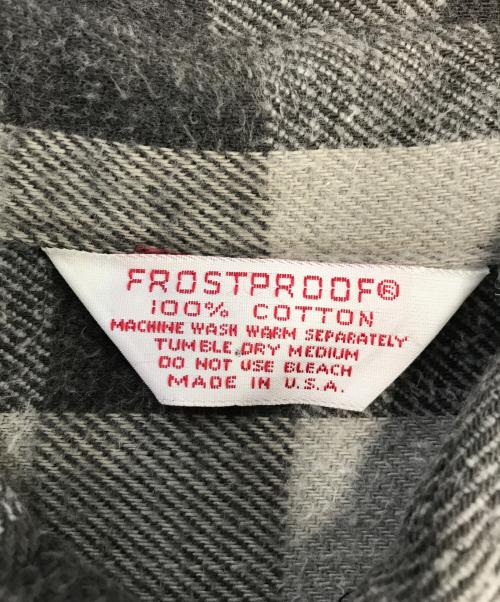 FROSTPROOF®
100% COTTON
MACHINE WASH WARM SEPARATELY
TUMBLE DRY MEDIUM
DO NOT USE BLEACH
MADE IN U.S.A.